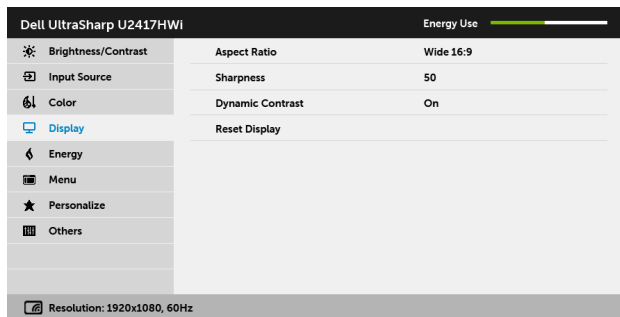 Dell UltraSharp U2417HWi Energy Use
Brightness/Contrast Aspect Ratio Wide 16:9
Input Source Sharpness 50
Color Dynamic Contrast On
Display Reset Display
Energy
Menu
Personalize
Others
Resolution: 1920x1080, 60Hz